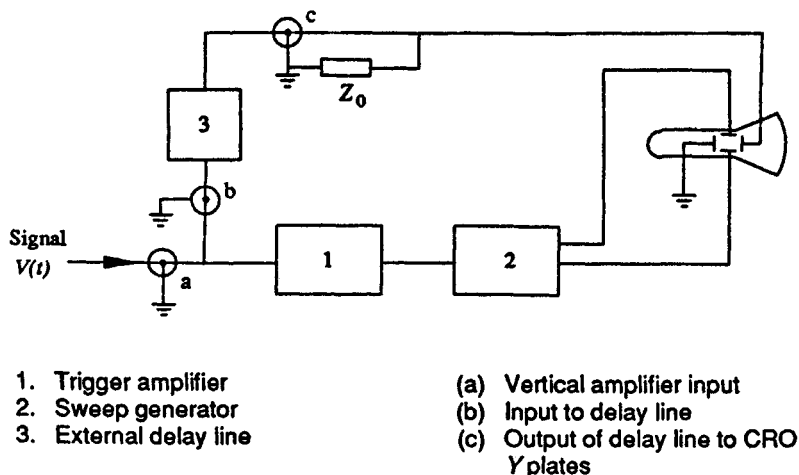 c
Z0
3
b
Signal
V(t)
a
1
2
1. Trigger amplifier
2. Sweep generator
3. External delay line
(a) Vertical amplifier input
(b) Input to delay line
(c) Output of delay line to CRO
Y plates